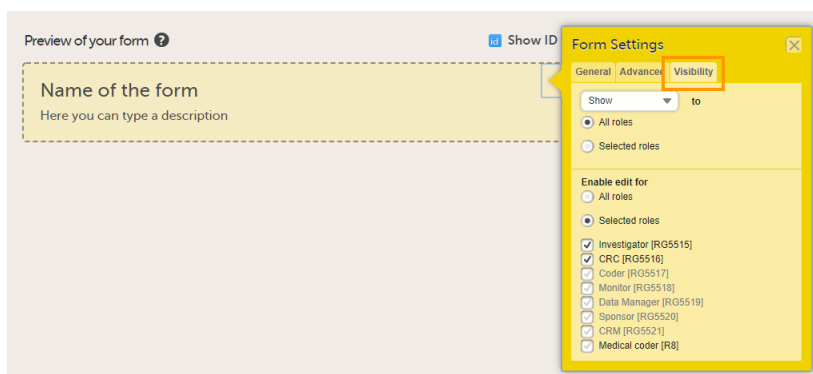 Preview of your form ?
id Show ID
Name of the form
Here you can type a description
Form Settings
General Advanced Visibility
Show to
All roles
Selected roles
Enable edit for
All roles
Selected roles
Investigator [RG5515]
CRC [RG5516]
Coder [RG5517]
Monitor [RG5518]
Data Manager [RG5519]
Sponsor [RG5520]
CRM [RG5521]
Medical coder [R8]